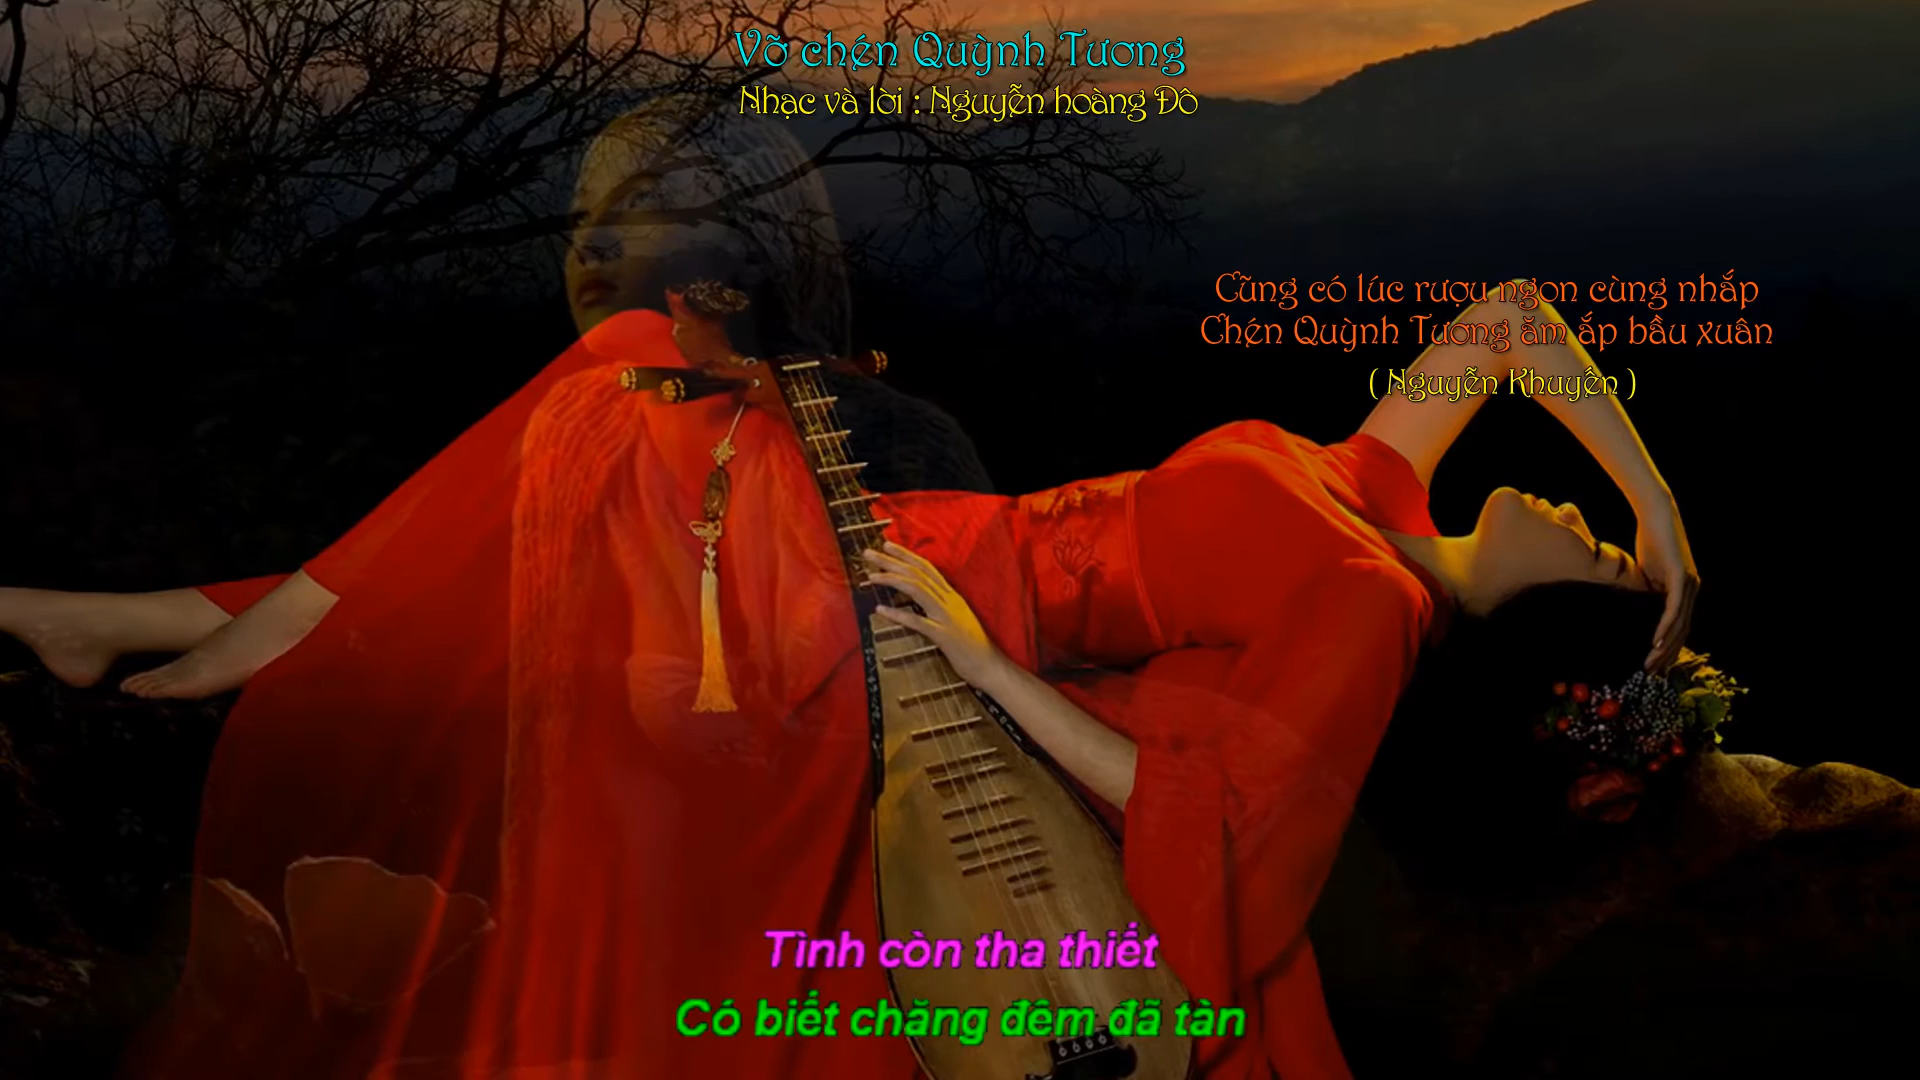 Vỡ chén Quỳnh Tương
Nhạc và lời : Nguyễn hoàng Đô
Cũng có lúc rượu ngon cùng nhắp
Chén Quỳnh Tương ăm ắp bầu xuân
( Nguyễn Khuyến )
Tình còn tha thiết
Có biết chăng đêm đã tàn